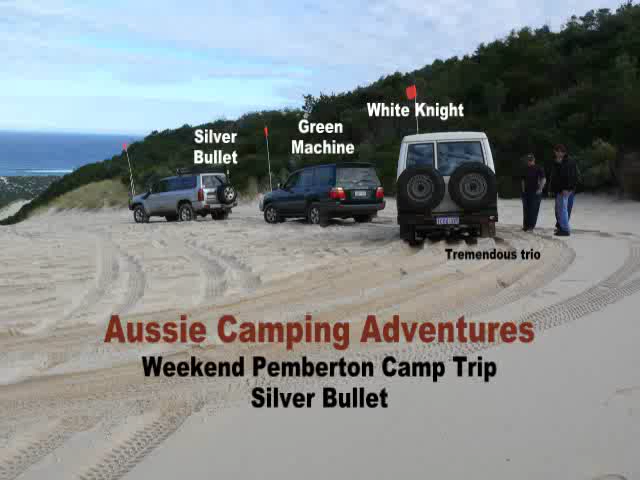 White Knight
Green
Machine
Silver
Bullet
Tremendous trio
Aussie Camping Adventures
Weekend Pemberton Camp Trip
Silver Bullet